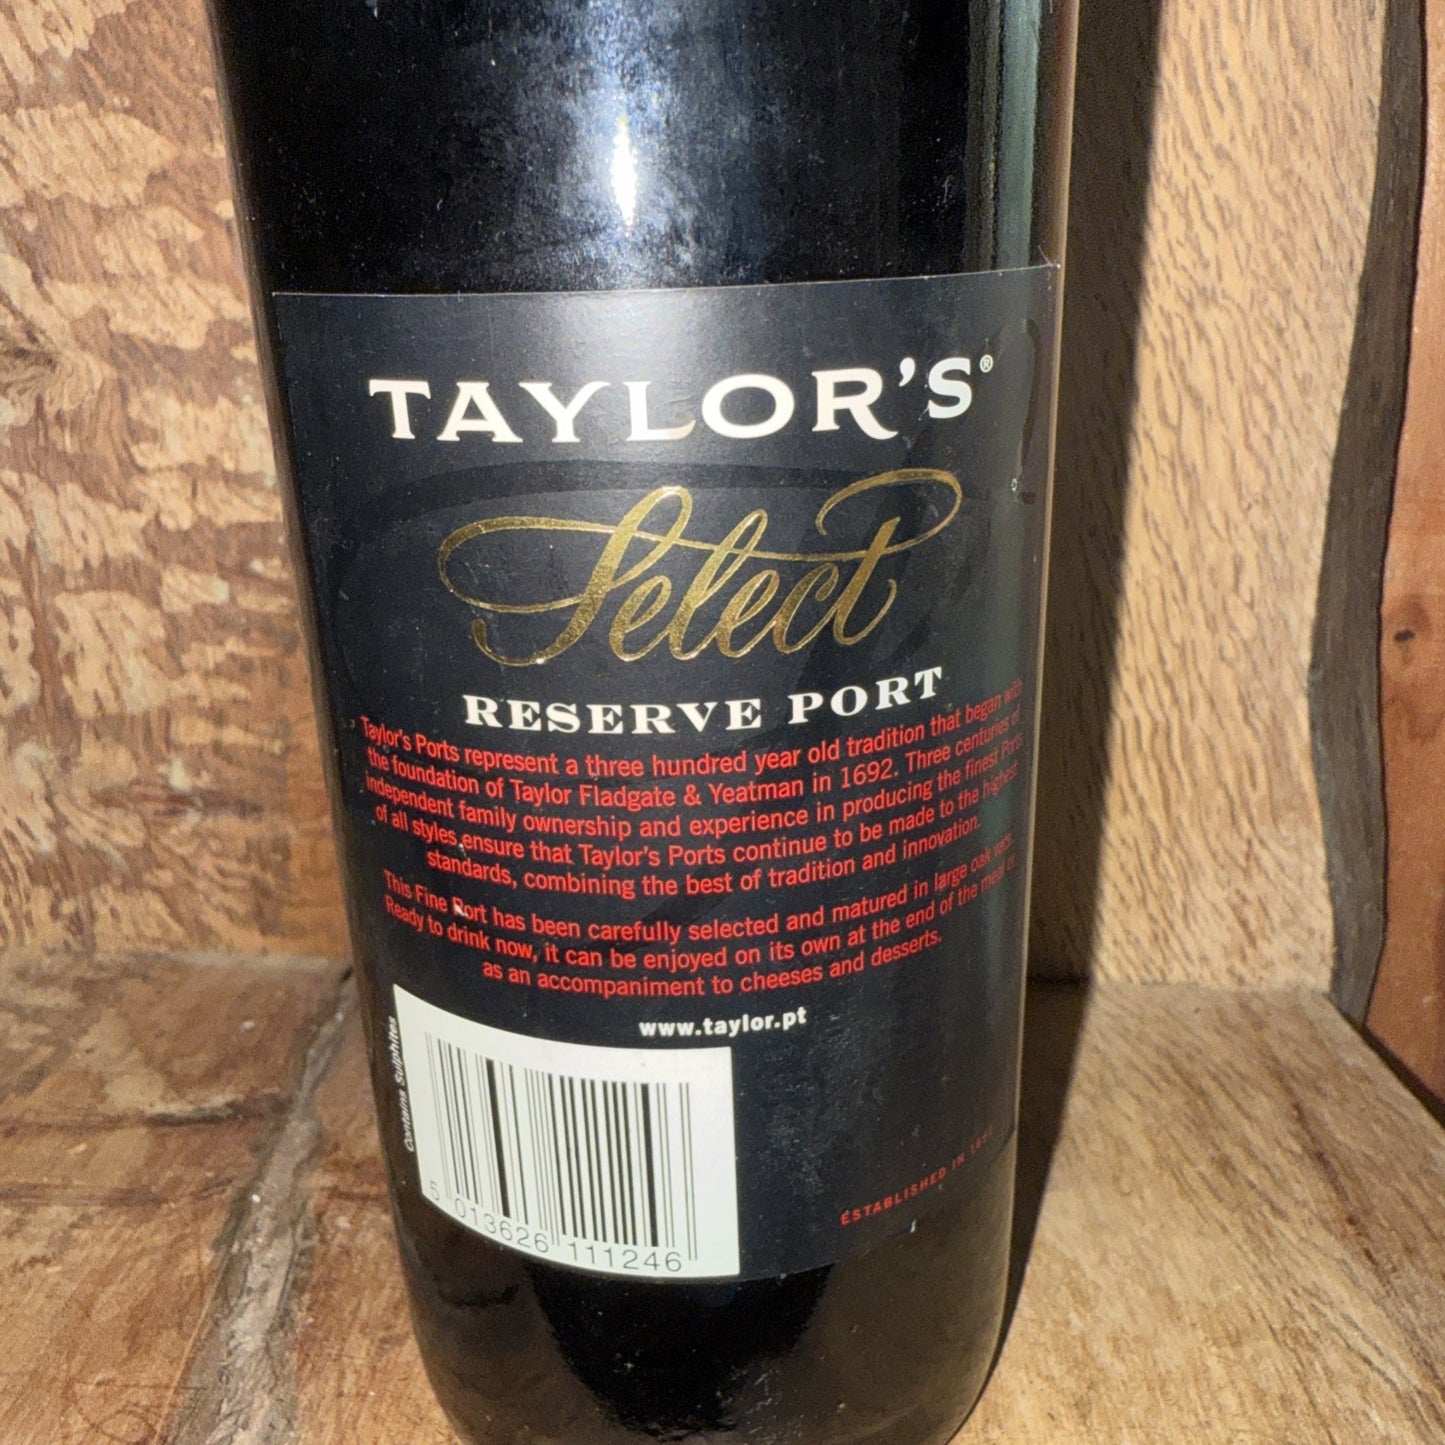 TAYLOR'S®
Select
RESERVE PORT
Taylor's Ports represent a three hundred year old tradition that began with
the foundation of Taylor Fladgate & Yeatman in 1692. Three centuries of
independent family ownership and experience in producing the finest Ports
of all styles, ensure that Taylor's Ports continue to be made to the highest
standards, combining the best of tradition and innovation.
This Fine Port has been carefully selected and matured in large oak vats.
Ready to drink now, it can be enjoyed on its own at the end of the meal or
as an accompaniment to cheeses and desserts.
www.taylor.pt
Contains Sulphites
5 013626 111246
ESTABLISHED IN